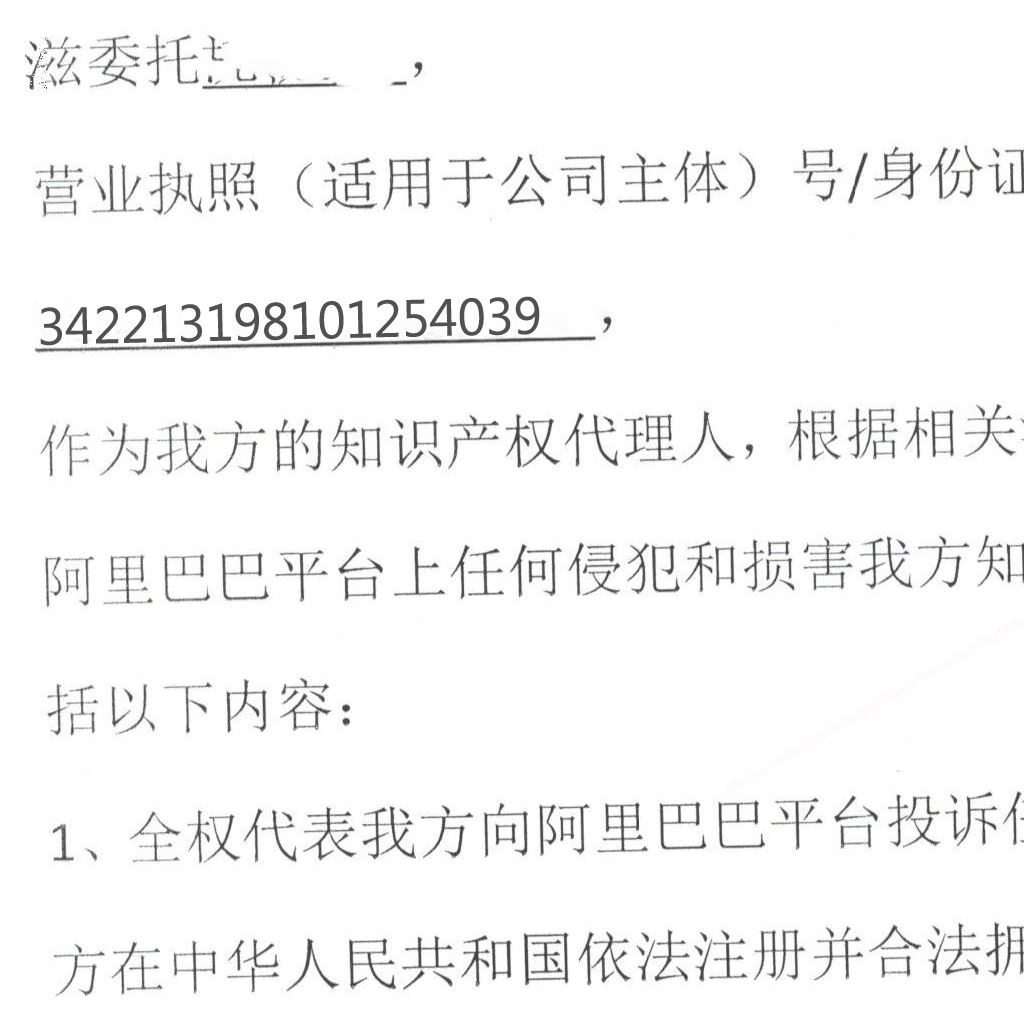 滋委托
营业执照（适用于公司主体）号/身份证
342213198101254039，
作为我方的知识产权代理人，根据相关
阿里巴巴平台上任何侵犯和损害我方知
括以下内容：
1、全权代表我方向阿里巴巴平台投诉
方在中华人民共和国依法注册并合法拥